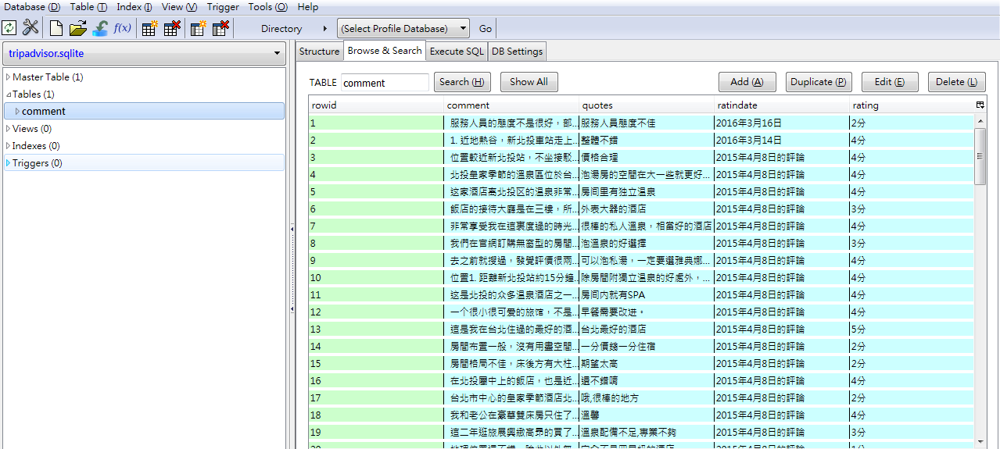 Database (D) Table (T) Index (I) View (V) Trigger Tools (O) Help
f(x) Directory (Select Profile Database) Go
tripadvisor.sqlite
Master Table (1)
Tables (1)
comment
Views (0)
Indexes (0)
Triggers (0)
Structure Browse & Search Execute SQL DB Settings
TABLE comment Search (H) Show All Add (A) Duplicate (P) Edit (E) Delete (L)
rowid comment quotes ratindate rating
1 服務人員的態度不是很好，部... 服務人員態度不佳 2016年3月16日 2分
2 1. 近地熱谷，新北投車站走上... 整體不錯 2016年3月14日 4分
3 位置較近新北投站，不坐接駁... 價格合理 2015年4月8日的評論 4分
4 北投皇家季節的溫泉區位於台... 泡湯房的空間在大一些就更好... 2015年4月8日的評論 4分
5 这家酒店离北投区的温泉非常... 房间里有独立温泉 2015年4月8日的評論 4分
6 飯店的接待大廳是在三樓，所... 外表大器的酒店 2015年4月8日的評論 3分
7 非常享受我在這裏度過的時光... 很棒的私人溫泉，相當好的酒店 2015年4月8日的評論 4分
8 我們在官網訂購無窗型的房間... 泡溫泉的好選擇 2015年4月8日的評論 3分
9 去之前就搜過，發覺評價很兩... 可以泡私湯，一定要選雅典娜... 2015年4月8日的評論 4分
10 位置1. 距離新北投站約15分鐘... 除房間附獨立溫泉的好處外，... 2015年4月8日的評論 4分
11 这是北投的众多温泉酒店之一... 房间内就有SPA 2015年4月8日的評論 4分
12 一个很小很可爱的旅馆，不是... 早餐需要改进。 2015年4月8日的評論 4分
13 這是我在台北住過的最好的酒... 台北最好的酒店 2015年4月8日的評論 5分
14 房間布置一般，沒有用盡空間... 一分價錢一分住宿 2015年4月8日的評論 2分
15 房間格局不佳，床後方有大柱... 期望太高 2015年4月8日的評論 2分
16 在北投屬中上的飯店，也是近... 還不錯唷 2015年4月8日的評論 4分
17 台北市中心的皇家季節酒店北... 哦,很棒的地方 2015年4月8日的評論 2分
18 我和老公在豪華雙床房只住了... 溫馨 2015年4月8日的評論 4分
19 這二年逛旅展興緻高昂的買了... 溫泉配備不足,專業不夠 2015年4月8日的評論 3分